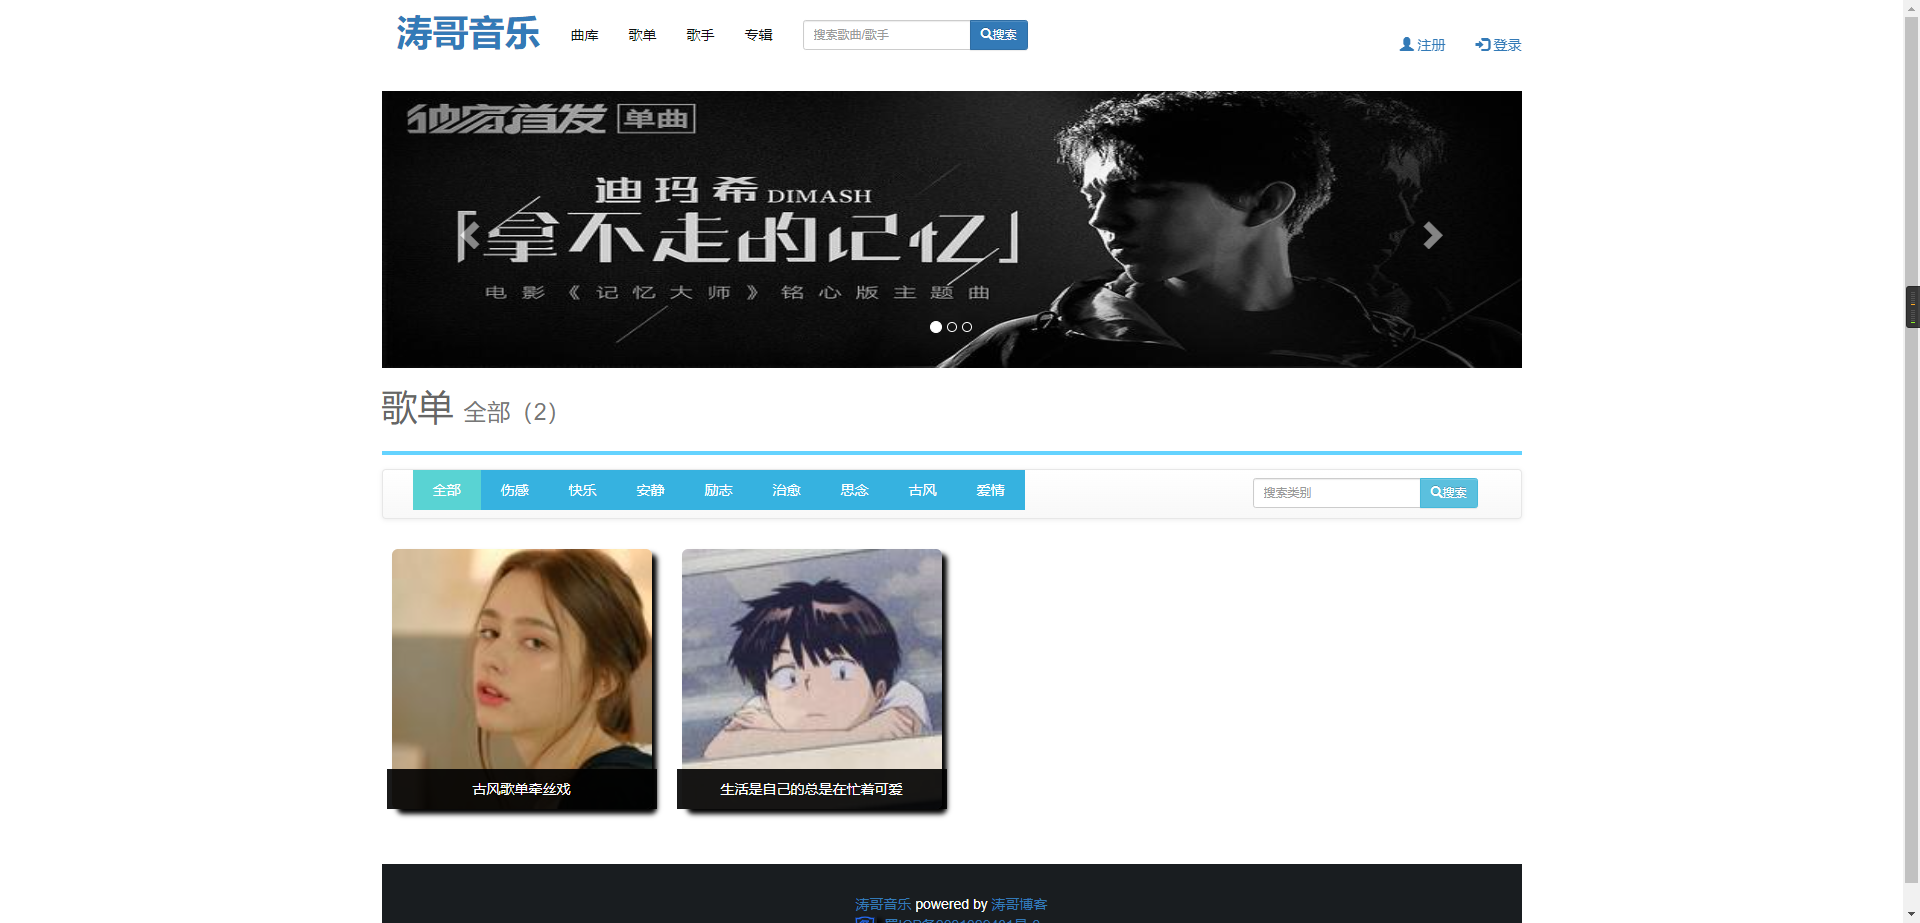 涛哥音乐 曲库 歌单 歌手 专辑 搜索歌曲/歌手 搜索 注册 登录
独家首发 单曲
迪玛希 DIMASH
「拿不走的记忆」
电影《记忆大师》铭心版主题曲
歌单 全部（2）
全部 伤感 快乐 安静 励志 治愈 思念 古风 爱情 搜索类别 搜索
古风歌单牵丝戏 生活是自己的总是在忙着可爱
涛哥音乐 powered by 涛哥博客